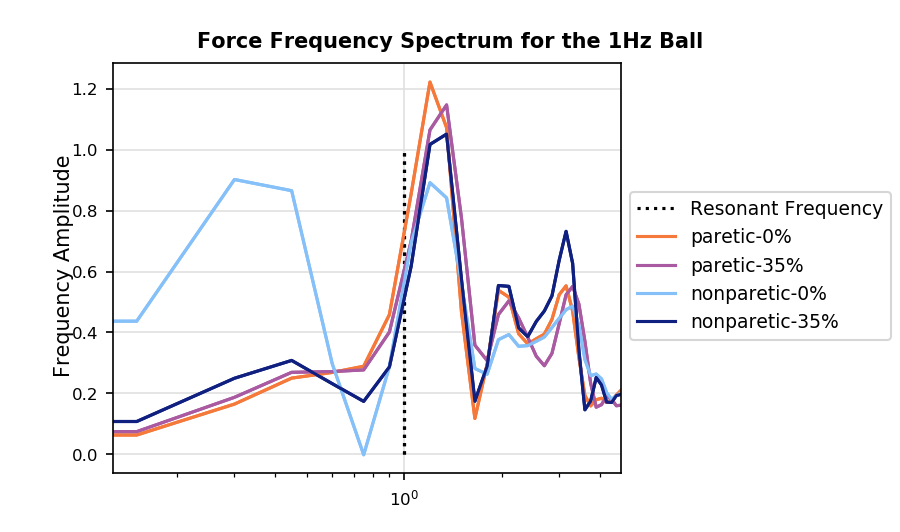 Force Frequency Spectrum for the 1Hz Ball
Frequency Amplitude
1.2
1.0
0.8
0.6
0.4
0.2
0.0
10⁰
Resonant Frequency
paretic-0%
paretic-35%
nonparetic-0%
nonparetic-35%